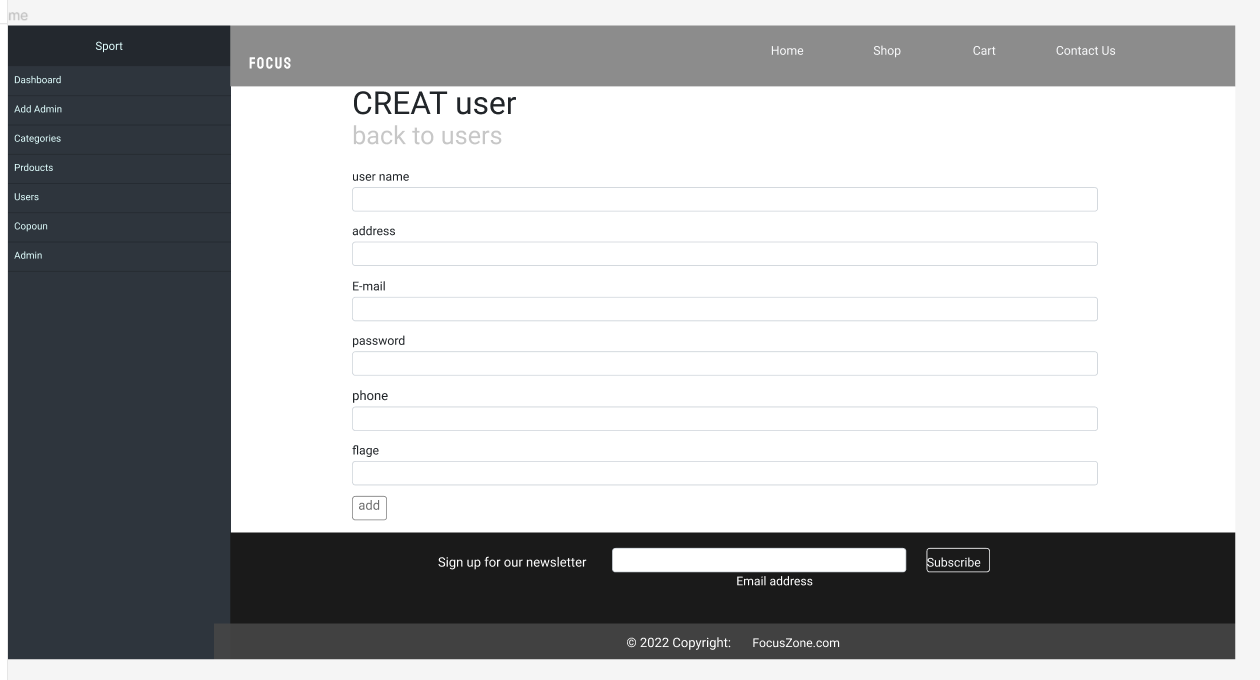 me
Sport
Dashboard
Add Admin
Categories
Prdoucts
Users
Copoun
Admin
FOCUS
Home Shop Cart Contact Us
CREAT user
back to users
user name
address
E-mail
password
phone
flage
add
Sign up for our newsletter Subscribe
Email address
© 2022 Copyright: FocusZone.com